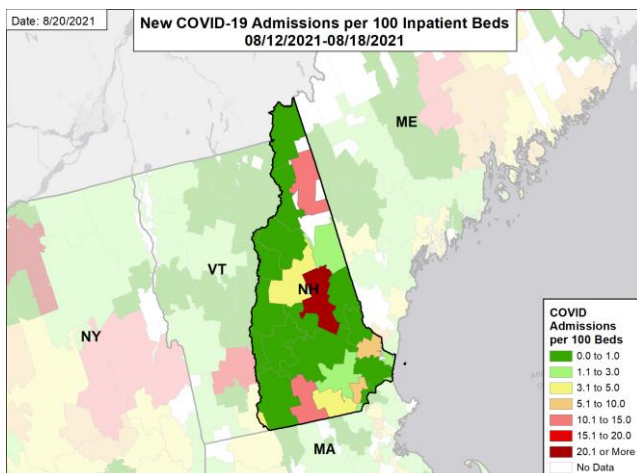 Date: 8/20/2021
New COVID-19 Admissions per 100 Inpatient Beds
08/12/2021-08/18/2021
ME
VT
NH
NY
MA
COVID
Admissions
per 100 Beds
0.0 to 1.0
1.1 to 3.0
3.1 to 5.0
5.1 to 10.0
10.1 to 15.0
15.1 to 20.0
20.1 or More
No Data